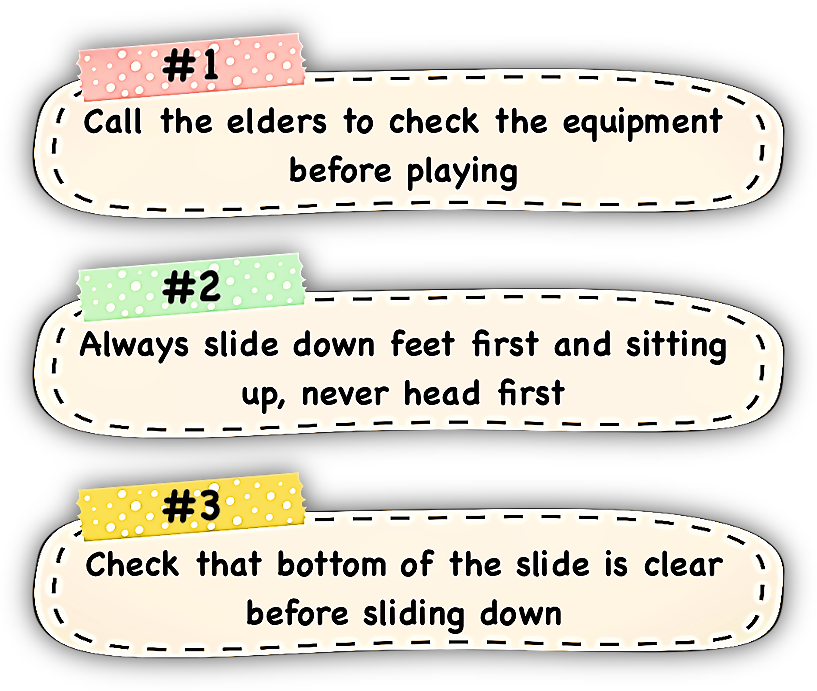 #1
Call the elders to check the equipment
before playing
#2
Always slide down feet first and sitting
up, never head first
#3
Check that bottom of the slide is clear
before sliding down